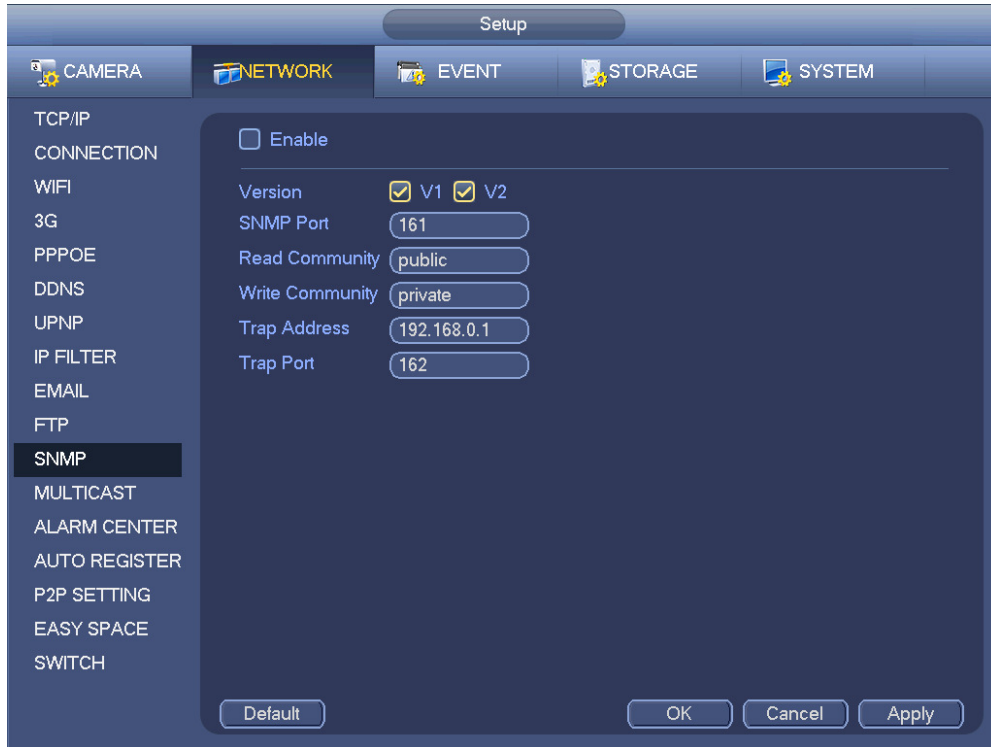 Setup
CAMERA NETWORK EVENT STORAGE SYSTEM
TCP/IP
CONNECTION
WIFI
3G
PPPOE
DDNS
UPNP
IP FILTER
EMAIL
FTP
SNMP
MULTICAST
ALARM CENTER
AUTO REGISTER
P2P SETTING
EASY SPACE
SWITCH
Enable
Version V1 V2
SNMP Port 161
Read Community public
Write Community private
Trap Address 192.168.0.1
Trap Port 162
Default OK Cancel Apply